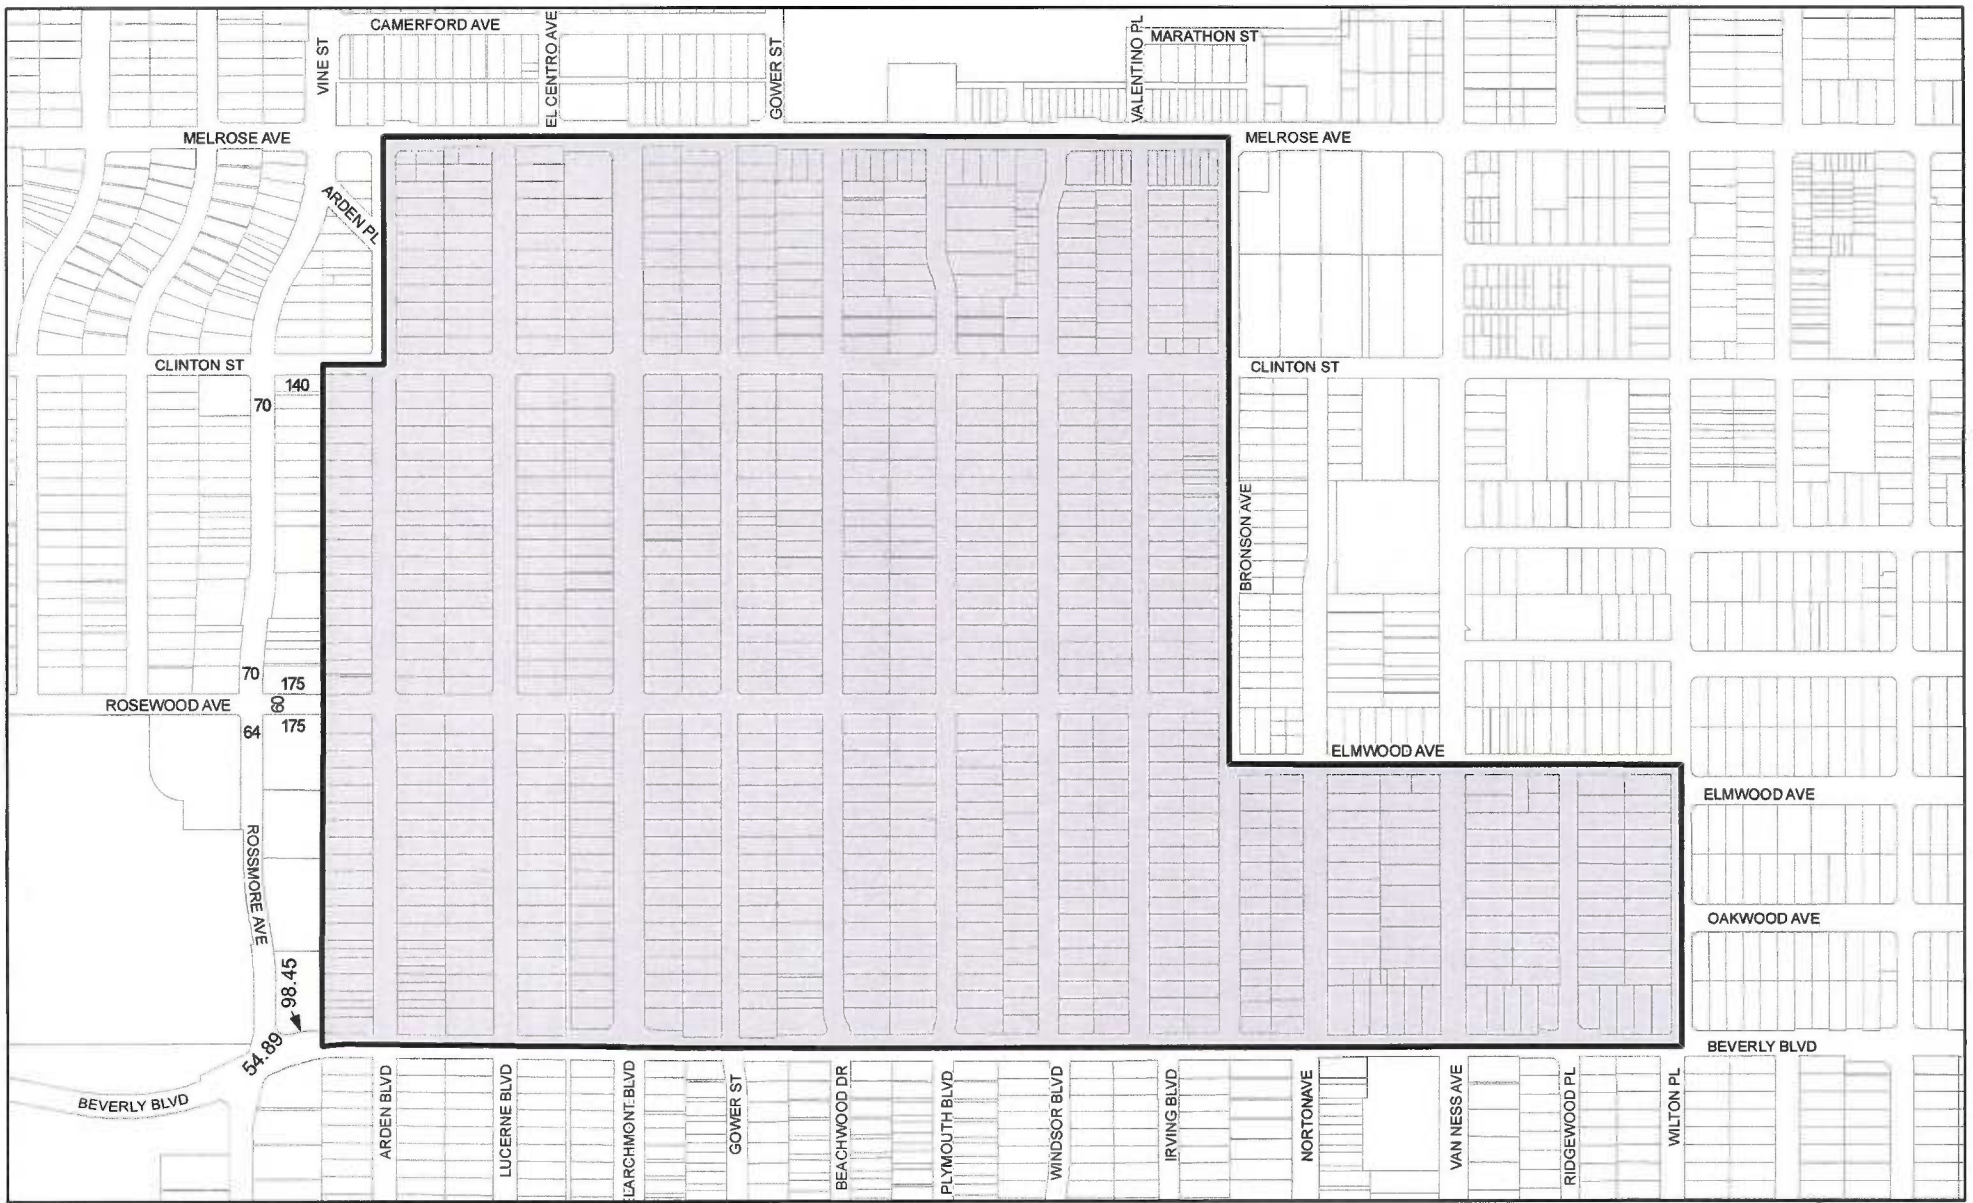 CAMERFORD AVE
VINE ST
EL CENTRO AVE
GOWER ST
VALENTINO PL
MARATHON ST
MELROSE AVE
MELROSE AVE
ARDEN PL
CLINTON ST
CLINTON ST
140
70
BRONSON AVE
70
175
ROSEWOOD AVE
60
64
175
ELMWOOD AVE
ELMWOOD AVE
ROSSMORE AVE
OAKWOOD AVE
98.45
54.89
BEVERLY BLVD
BEVERLY BLVD
ARDEN BLVD
LUCERNE BLVD
LARCHMONT BLVD
GOWER ST
BEACHWOOD DR
PLYMOUTH BLVD
WINDSOR BLVD
IRVING BLVD
NORTONAVE
VAN NESS AVE
RIDGEWOOD PL
WILTON PL